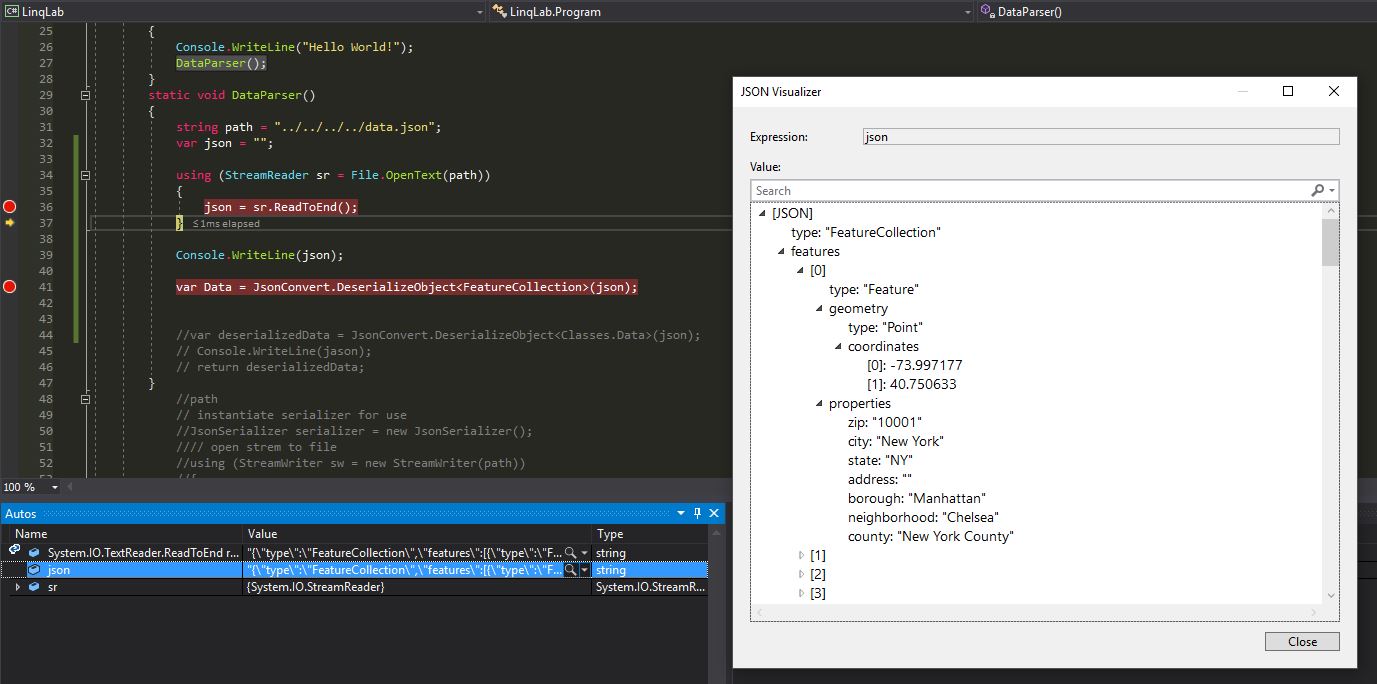 C# LinqLab
LinqLab.Program
DataParser()
25 {
26 Console.WriteLine("Hello World!");
27 DataParser();
28 }
29 static void DataParser()
30 {
31 string path = "../../../../data.json";
32 var json = "";
33
34 using (StreamReader sr = File.OpenText(path))
35 {
36 json = sr.ReadToEnd();
37 } ≤1ms elapsed
38
39 Console.WriteLine(json);
40
41 var Data = JsonConvert.DeserializeObject<FeatureCollection>(json);
42
43
44 //var deserializedData = JsonConvert.DeserializeObject<Classes.Data>(json);
45 // Console.WriteLine(jason);
46 // return deserializedData;
47 }
48 //path
49 // instantiate serializer for use
50 //JsonSerializer serializer = new JsonSerializer();
51 //// open strem to file
52 //using (StreamWriter sw = new StreamWriter(path))
100 %
Autos
Name Value Type
System.IO.TextReader.ReadToEnd r... "{\"type\":\"FeatureCollection\",\"features\":[{\"type\":\"F... string
json "{\"type\":\"FeatureCollection\",\"features\":[{\"type\":\"F... string
sr {System.IO.StreamReader} System.IO.StreamR...
JSON Visualizer
Expression: json
Value:
Search
[JSON]
type: "FeatureCollection"
features
[0]
type: "Feature"
geometry
type: "Point"
coordinates
[0]: -73.997177
[1]: 40.750633
properties
zip: "10001"
city: "New York"
state: "NY"
address: ""
borough: "Manhattan"
neighborhood: "Chelsea"
county: "New York County"
[1]
[2]
[3]
Close